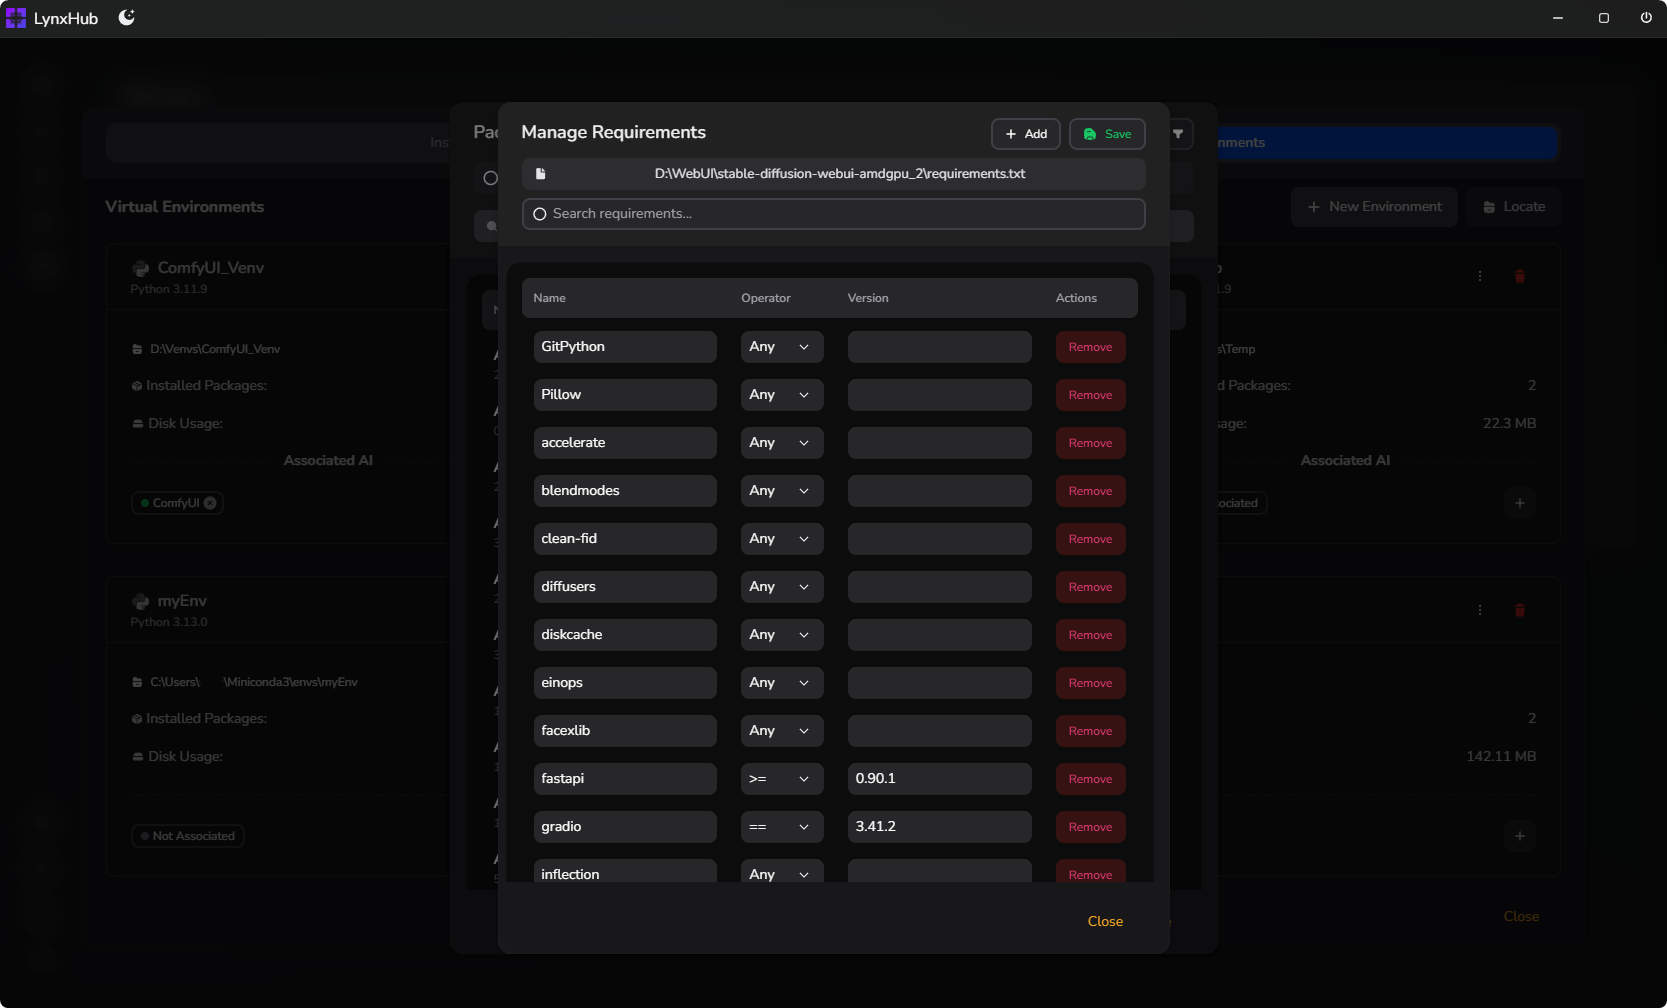 LynxHub
Manage Requirements
+ Add
Save
D:\WebUI\stable-diffusion-webui-amdgpu_2\requirements.txt
Search requirements...
Name Operator Version Actions
GitPython Any Remove
Pillow Any Remove
accelerate Any Remove
blendmodes Any Remove
clean-fid Any Remove
diffusers Any Remove
diskcache Any Remove
einops Any Remove
facexlib Any Remove
fastapi >= 0.90.1 Remove
gradio == 3.41.2 Remove
inflection Any Remove
Close
Virtual Environments
+ New Environment
Locate
ComfyUI_Venv
Python 3.11.9
D:\Venvs\ComfyUI_Venv
Installed Packages:
Disk Usage:
Associated AI
ComfyUI
myEnv
Python 3.13.0
C:\Users\ \Miniconda3\envs\myEnv
Installed Packages:
Disk Usage:
Not Associated
Packages: 2
22.3 MB
Associated AI
+
2
142.11 MB
+
Close